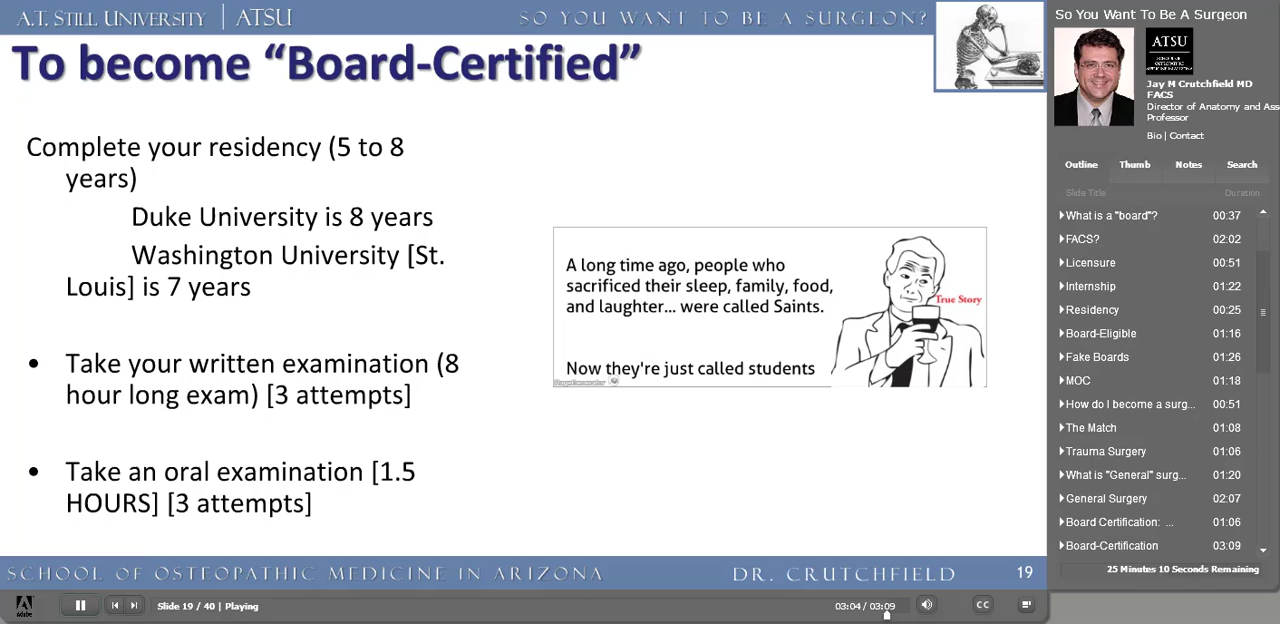 A.T. STILL UNIVERSITY | ATSU
SO YOU WANT TO BE A SURGEON?
To become “Board-Certified”
Complete your residency (5 to 8
years)
Duke University is 8 years
Washington University [St.
Louis] is 7 years
• Take your written examination (8
hour long exam) [3 attempts]
• Take an oral examination [1.5
HOURS] [3 attempts]
A long time ago, people who
sacrificed their sleep, family, food,
and laughter... were called Saints.
True Story
Now they're just called students
SCHOOL OF OSTEOPATHIC MEDICINE IN ARIZONA
DR. CRUTCHFIELD
19
Adobe
Slide 19 / 40 | Playing
03:04 / 03:09
CC
So You Want To Be A Surgeon
ATSU
SCHOOL OF
OSTEOPATHIC
MEDICINE IN ARIZONA
Jay M Crutchfield MD
FACS
Director of Anatomy and Ass
Professor
Bio | Contact
Outline Thumb Notes Search
Slide Title Duration
What is a "board"? 00:37
FACS? 02:02
Licensure 00:51
Internship 01:22
Residency 00:25
Board-Eligible 01:16
Fake Boards 01:26
MOC 01:18
How do I become a surg... 00:51
The Match 01:08
Trauma Surgery 01:06
What is "General" surg... 01:20
General Surgery 02:07
Board Certification: ... 01:06
Board-Certification 03:09
25 Minutes 10 Seconds Remaining